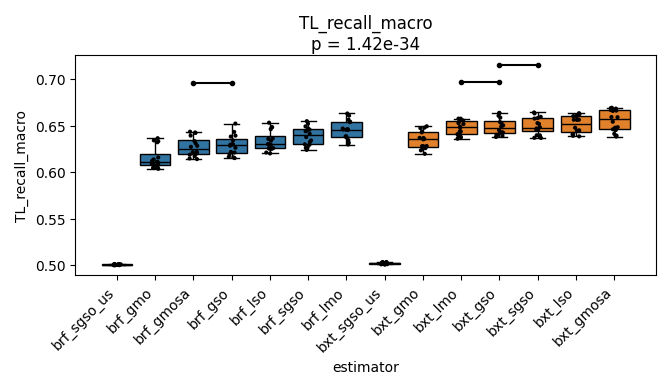 TL_recall_macro
p = 1.42e-34
TL_recall_macro
0.70
0.65
0.60
0.55
0.50
brf_sgso_us
brf_gmo
brf_gmosa
brf_gso
brf_lso
brf_sgso
brf_lmo
bxt_sgso_us
bxt_gmo
bxt_lmo
bxt_gso
bxt_sgso
bxt_lso
bxt_gmosa
estimator